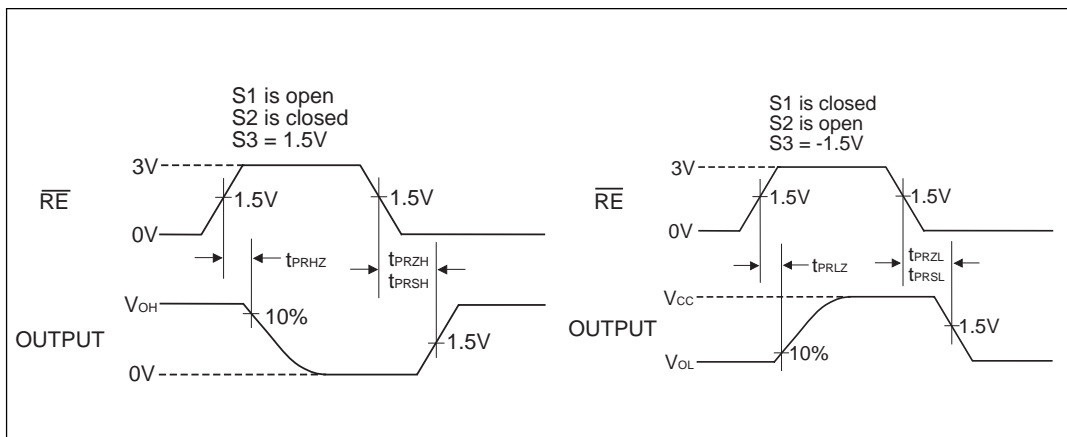 S1 is open
S2 is closed
S3 = 1.5V
3V
RE
1.5V
1.5V
0V
tPRHZ
tPRZH
tPRSH
VOH
10%
OUTPUT
1.5V
0V
S1 is closed
S2 is open
S3 = -1.5V
3V
RE
1.5V
1.5V
0V
tPRLZ
tPRZL
tPRSL
VCC
OUTPUT
1.5V
10%
VOL